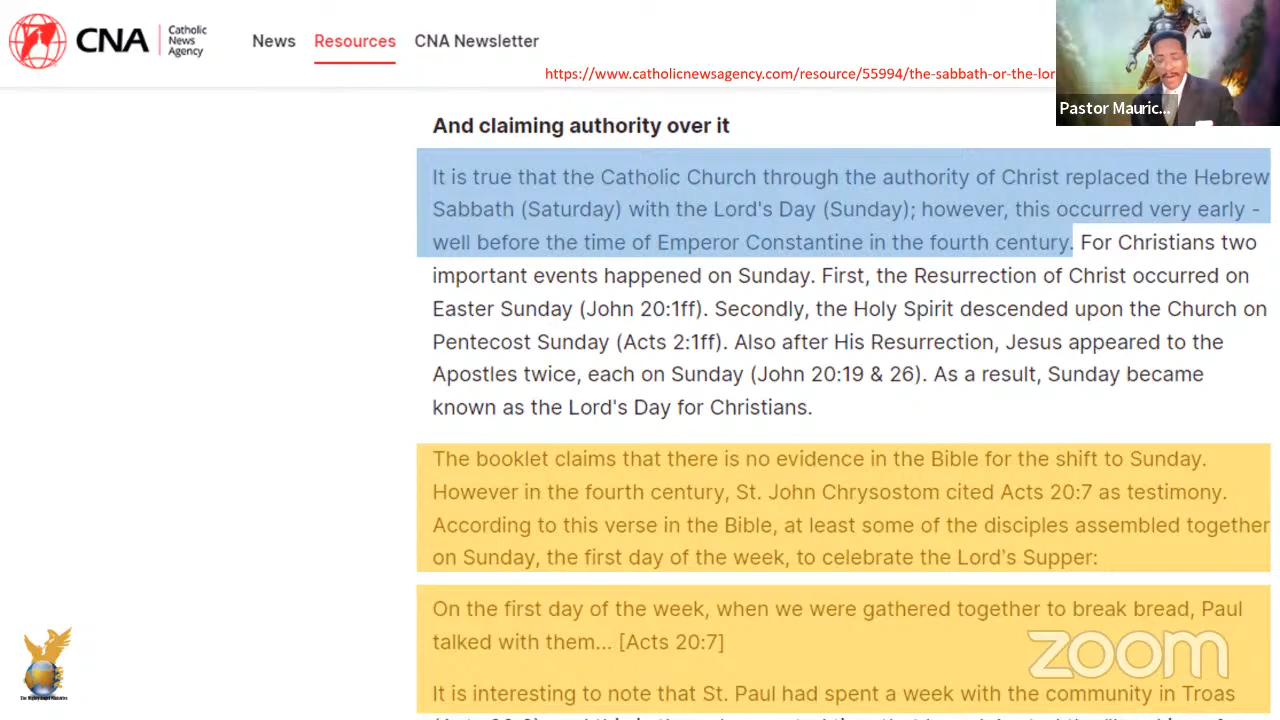 CNA
Catholic
News
Agency
News Resources CNA Newsletter
https://www.catholicnewsagency.com/resource/55994/the-sabbath-or-the-lor
Pastor Mauric...
And claiming authority over it
It is true that the Catholic Church through the authority of Christ replaced the Hebrew
Sabbath (Saturday) with the Lord's Day (Sunday); however, this occurred very early -
well before the time of Emperor Constantine in the fourth century. For Christians two
important events happened on Sunday. First, the Resurrection of Christ occurred on
Easter Sunday (John 20:1ff). Secondly, the Holy Spirit descended upon the Church on
Pentecost Sunday (Acts 2:1ff). Also after His Resurrection, Jesus appeared to the
Apostles twice, each on Sunday (John 20:19 & 26). As a result, Sunday became
known as the Lord's Day for Christians.
The booklet claims that there is no evidence in the Bible for the shift to Sunday.
However in the fourth century, St. John Chrysostom cited Acts 20:7 as testimony.
According to this verse in the Bible, at least some of the disciples assembled together
on Sunday, the first day of the week, to celebrate the Lord's Supper:
On the first day of the week, when we were gathered together to break bread, Paul
talked with them... [Acts 20:7]
zoom
It is interesting to note that St. Paul had spent a week with the community in Troas